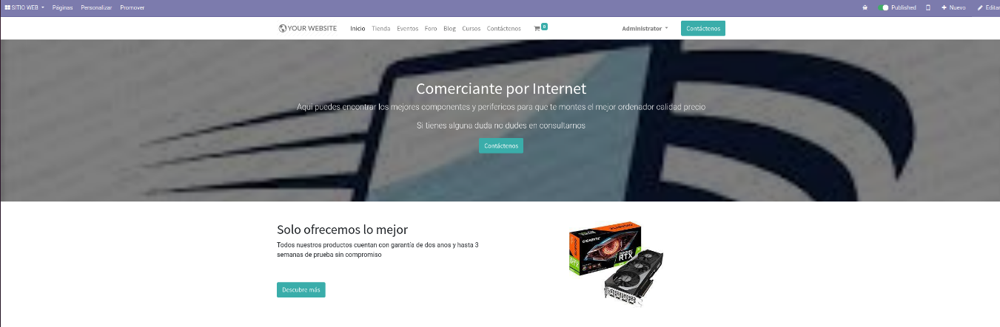 SITIO WEB Páginas Personalizar Promover Published Nuevo Editar
YOUR WEBSITE Inicio Tienda Eventos Foro Blog Cursos Contáctenos 0 Administrator Contáctenos
Comerciante por Internet
Aqui puedes encontrar los mejores componentes y perifericos para que te montes el mejor ordenador calidad precio
Si tienes alguna duda no dudes en consultarnos
Contáctenos
Solo ofrecemos lo mejor
Todos nuestros productos cuentan con garantía de dos anos y hasta 3
semanas de prueba sin compromiso
GIGABYTE
RTX
Descubre más